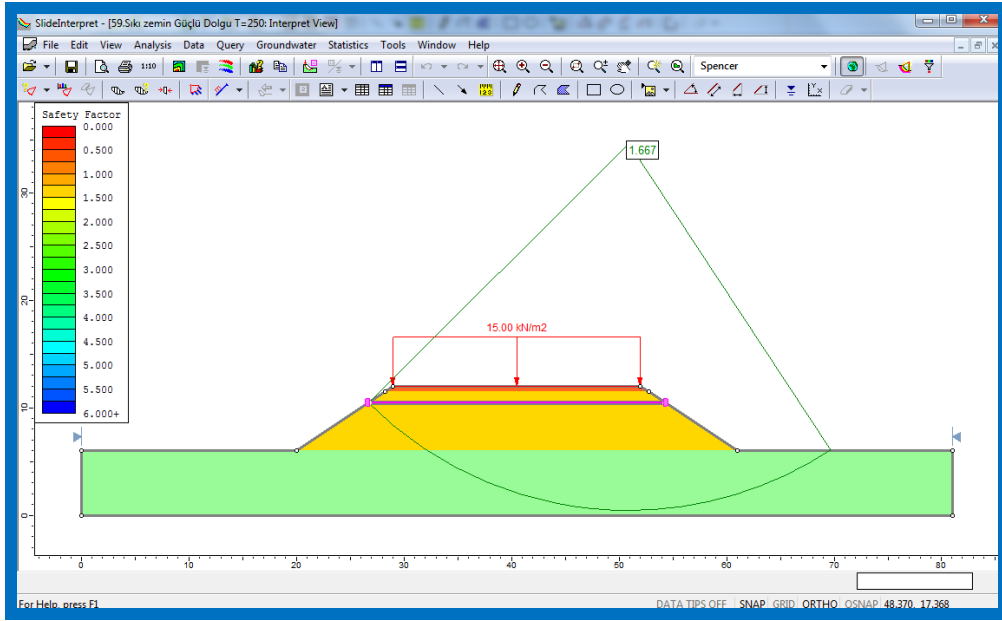 SlideInterpret - [59.Sıkı zemin Güçlü Dolgu T=250: Interpret View]
File Edit View Analysis Data Query Groundwater Statistics Tools Window Help
1:10
Spencer
Safety Factor
0.000
0.500
1.000
1.500
2.000
2.500
3.000
3.500
4.000
4.500
5.000
5.500
6.000+
1.667
15.00 kN/m2
30
20
10
0
0 10 20 30 40 50 60 70 80
For Help, press F1
DATA TIPS OFF SNAP GRID ORTHO OSNAP 48.370, 17.368